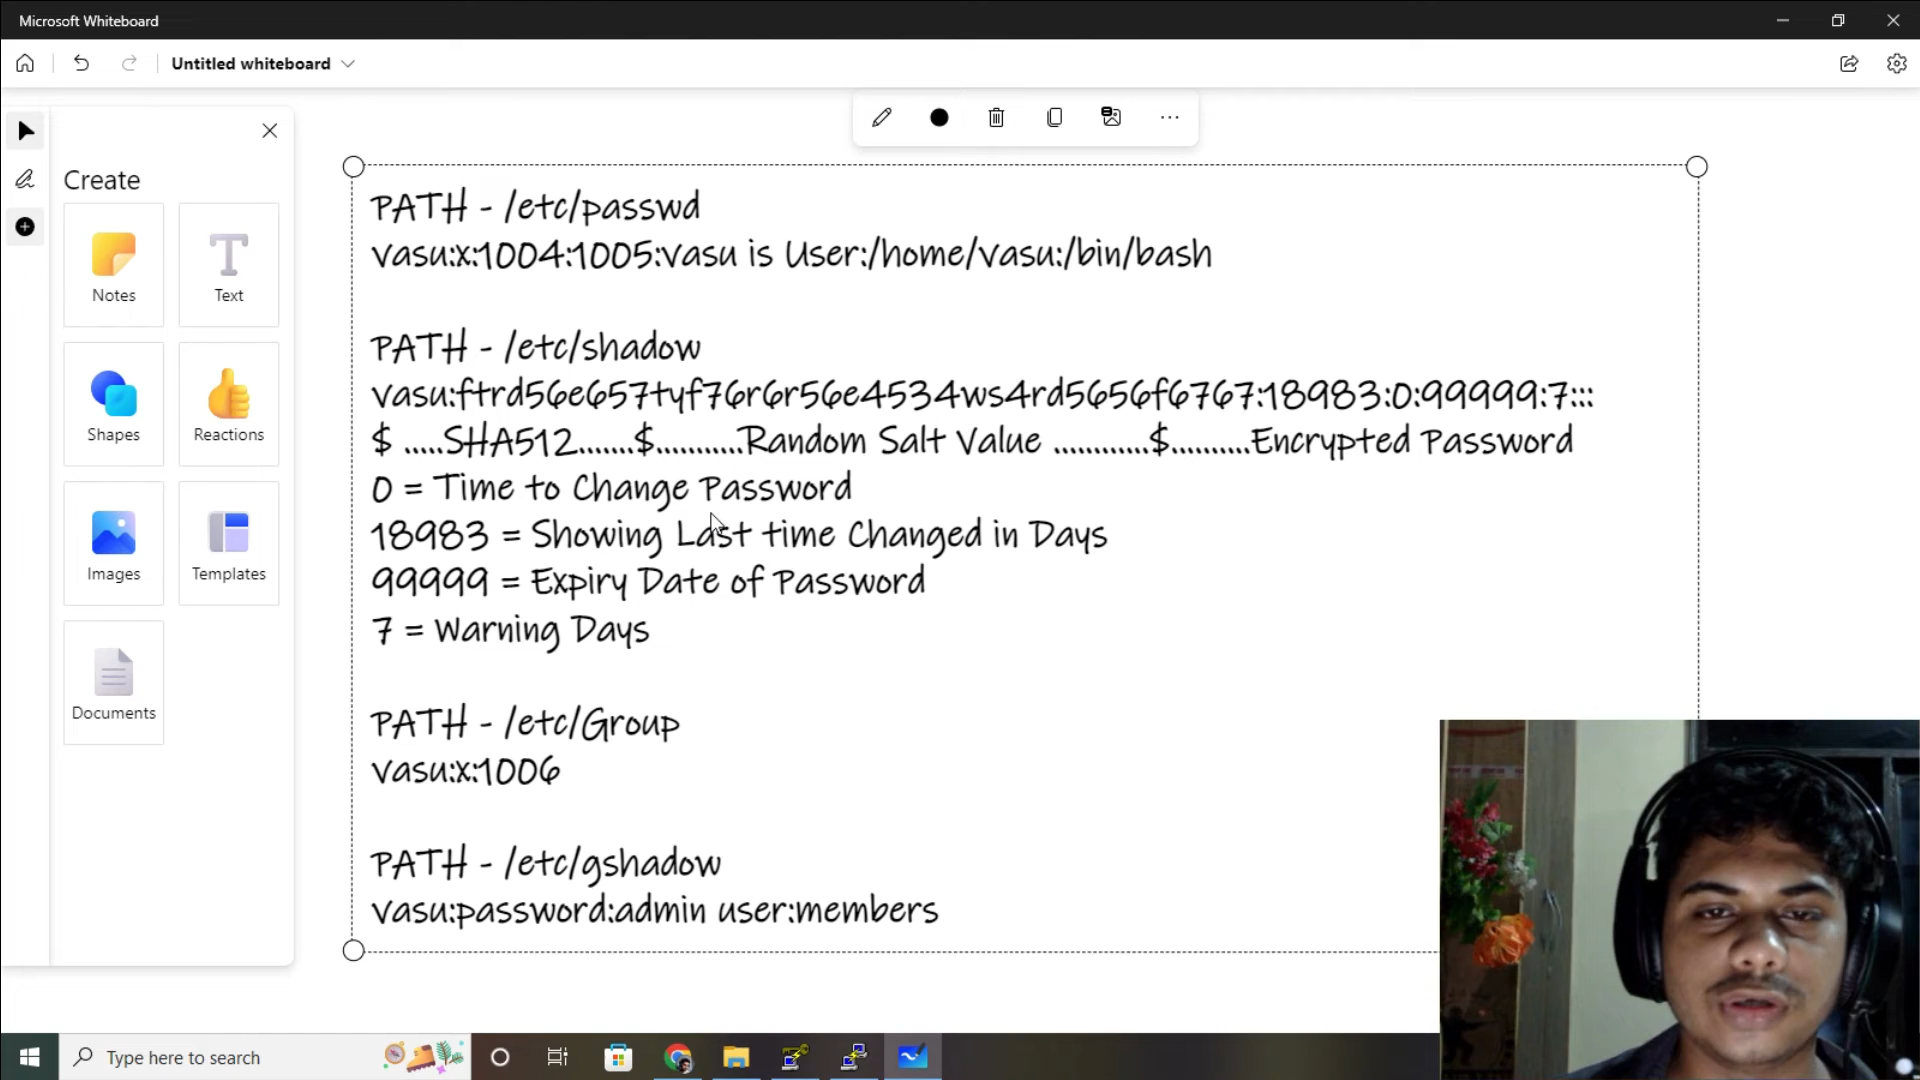 Microsoft Whiteboard
Untitled whiteboard
Create
Notes
Text
Shapes
Reactions
Images
Templates
Documents
PATH - /etc/passwd
vasu:x:1004:1005:vasu is User:/home/vasu:/bin/bash
PATH - /etc/shadow
vasu:ftrd56e657tyf76r6r56e4534ws4rd5656f6767:18983:0:99999:7:::
$ .....SHA512.......$...........Random Salt Value ............$..........Encrypted Password
0 = Time to Change Password
18983 = Showing Last time Changed in Days
99999 = Expiry Date of Password
7 = Warning Days
PATH - /etc/Group
vasu:x:1006
PATH - /etc/gshadow
vasu:password:admin user:members
Type here to search